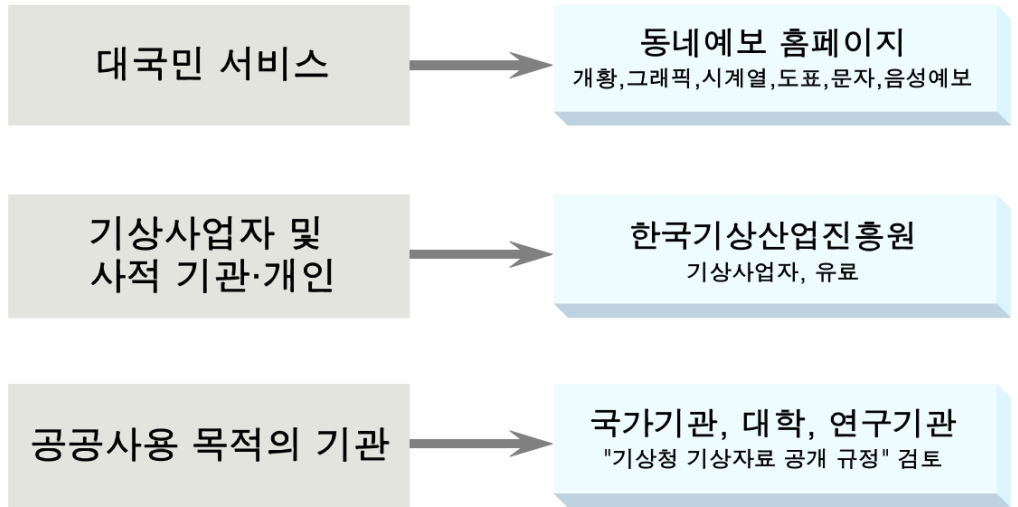 대국민 서비스
동네예보 홈페이지
개황,그래픽,시계열,도표,문자,음성예보
기상사업자 및
사적 기관·개인
한국기상산업진흥원
기상사업자, 유료
공공사용 목적의 기관
국가기관, 대학, 연구기관
"기상청 기상자료 공개 규정" 검토